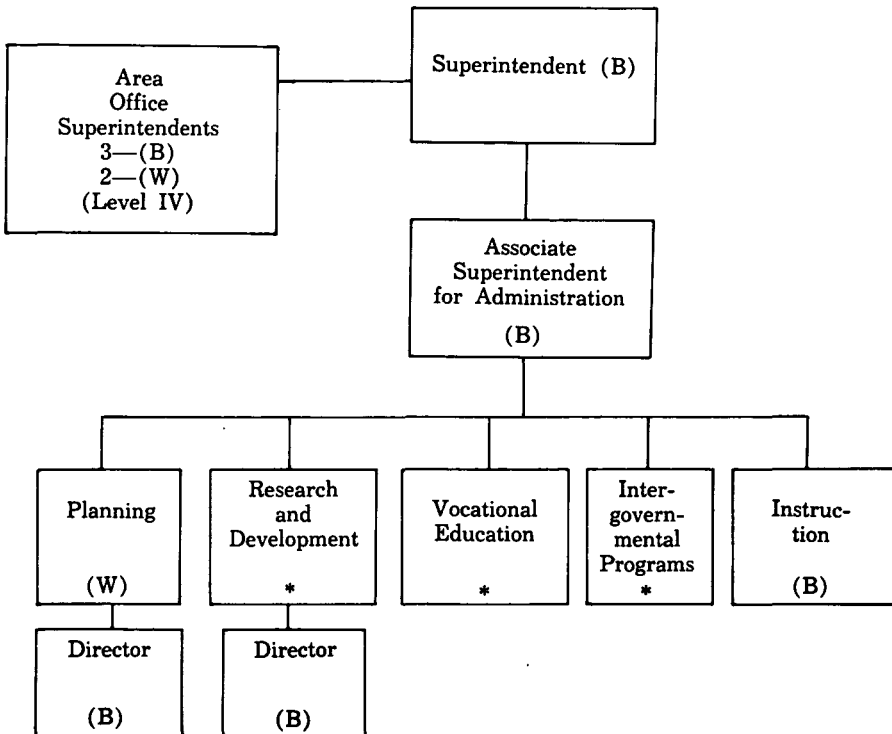 Area
Office
Superintendents
3—(B)
2—(W)
(Level IV)
Superintendent (B)
Associate
Superintendent
for Administration
(B)
Planning
(W)
Research
and
Development
*
Vocational
Education
*
Inter-
govern-
mental
Programs
*
Instruc-
tion
(B)
Director
(B)
Director
(B)